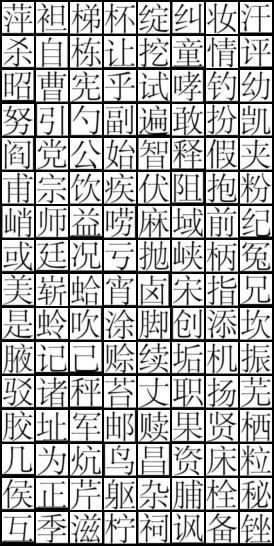 萍袒梯杯绽纠妆汗
杀自栋让挖童情评
昭曹宪乎试哮钓幼
努引勺副遍敢扮凯
阎党公始智释假夹
甫宗饮疾伏阻抱粉
峭师益唠麻域前纪
或廷况亏抛峡柄兔
美崭蛤宵卤宋指兄
是蛉吹涂脚创添坎
腋记己赊续垢机振
驳诸秤苔丈职扬芜
胶址军邮赎果贤栖
几为炕鸟昌资床粒
侯正芹躯杂脯栓秘
互季滋柠祠讽备锉